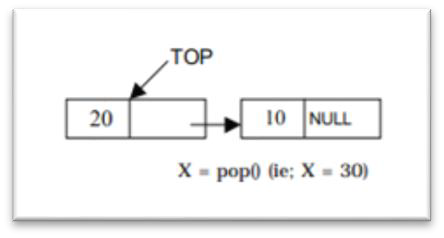 TOP
20
10 NULL
X = pop() (ie; X = 30)